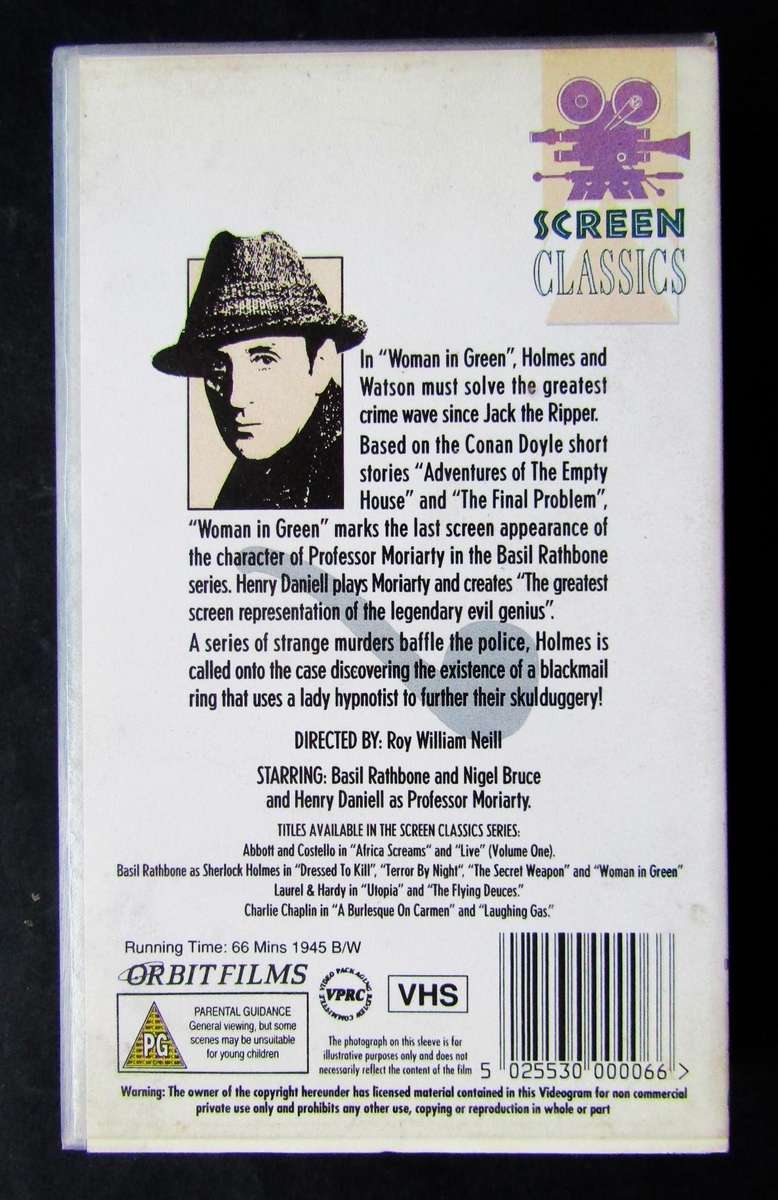 SCREEN
CLASSICS
In “Woman in Green”, Holmes and
Watson must solve the greatest
crime wave since Jack the Ripper.
Based on the Conan Doyle short
stories “Adventures of The Empty
House” and “The Final Problem”,
“Woman in Green” marks the last screen appearance of
the character of Professor Moriarty in the Basil Rathbone
series. Henry Daniell plays Moriarty and creates “The greatest
screen representation of the legendary evil genius”.
A series of strange murders baffle the police, Holmes is
called onto the case discovering the existence of a blackmail
ring that uses a lady hypnotist to further their skulduggery!
DIRECTED BY: Roy William Neill
STARRING: Basil Rathbone and Nigel Bruce
and Henry Daniell as Professor Moriarty.
TITLES AVAILABLE IN THE SCREEN CLASSICS SERIES:
Abbott and Costello in “Africa Screams” and “Live” (Volume One).
Basil Rathbone as Sherlock Holmes in “Dressed To Kill”, “Terror By Night”, “The Secret Weapon” and “Woman in Green”
Laurel & Hardy in “Utopia” and “The Flying Deuces.”
Charlie Chaplin in “A Burlesque On Carmen” and “Laughing Gas.”
Running Time: 66 Mins 1945 B/W
ORBIT FILMS
PG
PARENTAL GUIDANCE
General viewing, but some
scenes may be unsuitable
for young children
VIDEO PACKAGING REVIEW COMMITTEE
VPRC
VHS
The photograph on this sleeve is for
illustrative purposes only and does not
necessarily reflect the content of the film
5 025530 000066 >
Warning: The owner of the copyright hereunder has licensed material contained in this Videogram for non commercial
private use only and prohibits any other use, copying or reproduction in whole or part